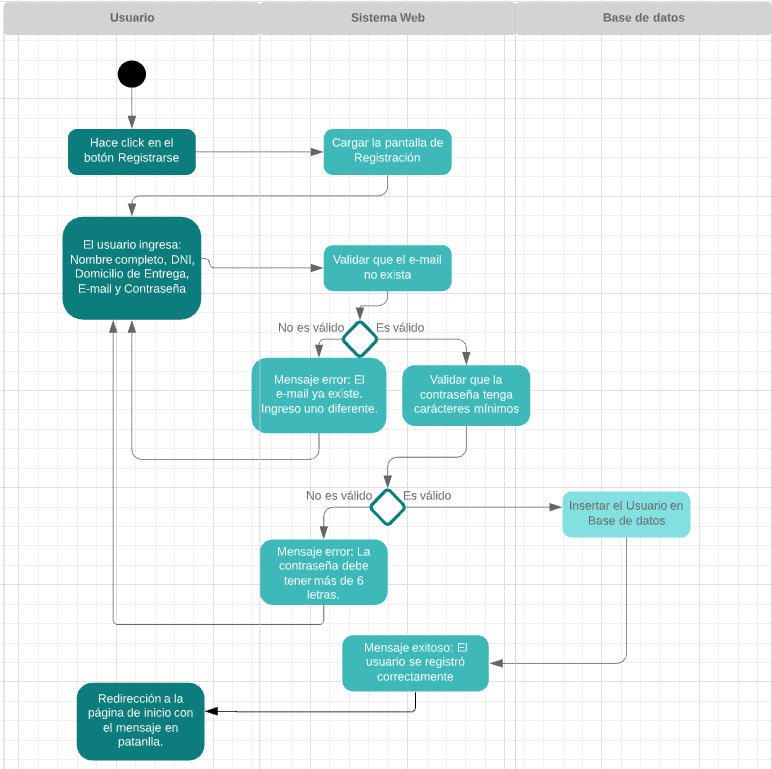 Usuario
Sistema Web
Base de datos
Hace click en el
botón Registrarse
Cargar la pantalla de
Registración
El usuario ingresa:
Nombre completo, DNI,
Domicilio de Entrega,
E-mail y Contraseña
Validar que el e-mail
no exista
No es válido
Es válido
Mensaje error: El
e-mail ya existe.
Ingreso uno diferente.
Validar que la
contraseña tenga
carácteres mínimos
No es válido
Es válido
Insertar el Usuario en
Base de datos
Mensaje error: La
contraseña debe
tener más de 6
letras.
Mensaje exitoso: El
usuario se registró
correctamente
Redirección a la
página de inicio con
el mensaje en
patanlla.